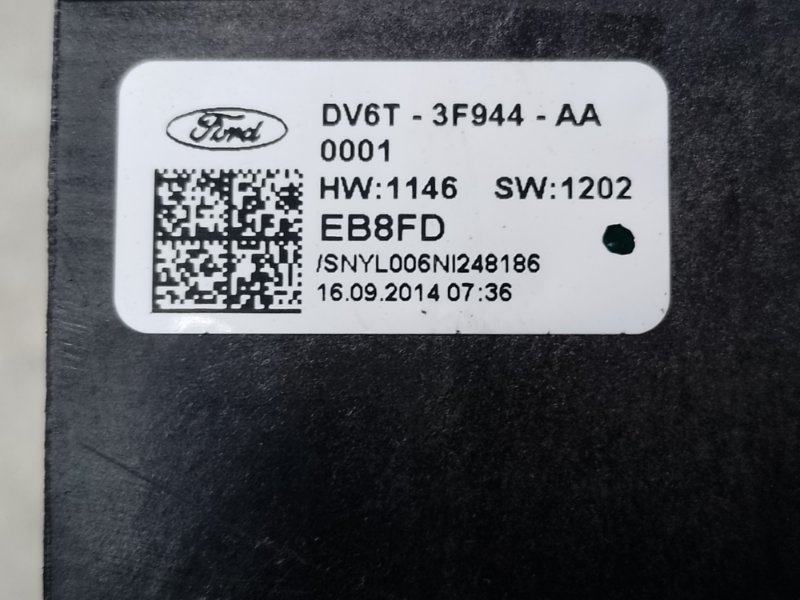 Ford
DV6T - 3F944 - AA
0001
HW:1146 SW:1202
EB8FD
/SNYL006NI248186
16.09.2014 07:36